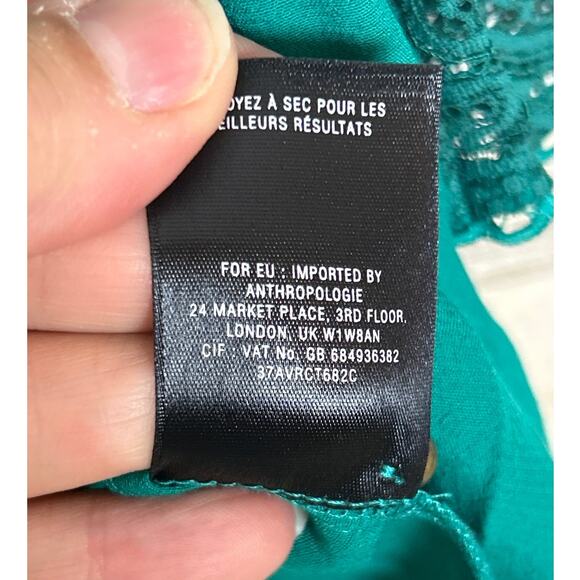 OYEZ À SEC POUR LES
EILLEURS RÉSULTATS
FOR EU : IMPORTED BY
ANTHROPOLOGIE
24 MARKET PLACE, 3RD FLOOR,
LONDON, UK W1W8AN
CIF : VAT No. GB 684936382
37AVRCT682C